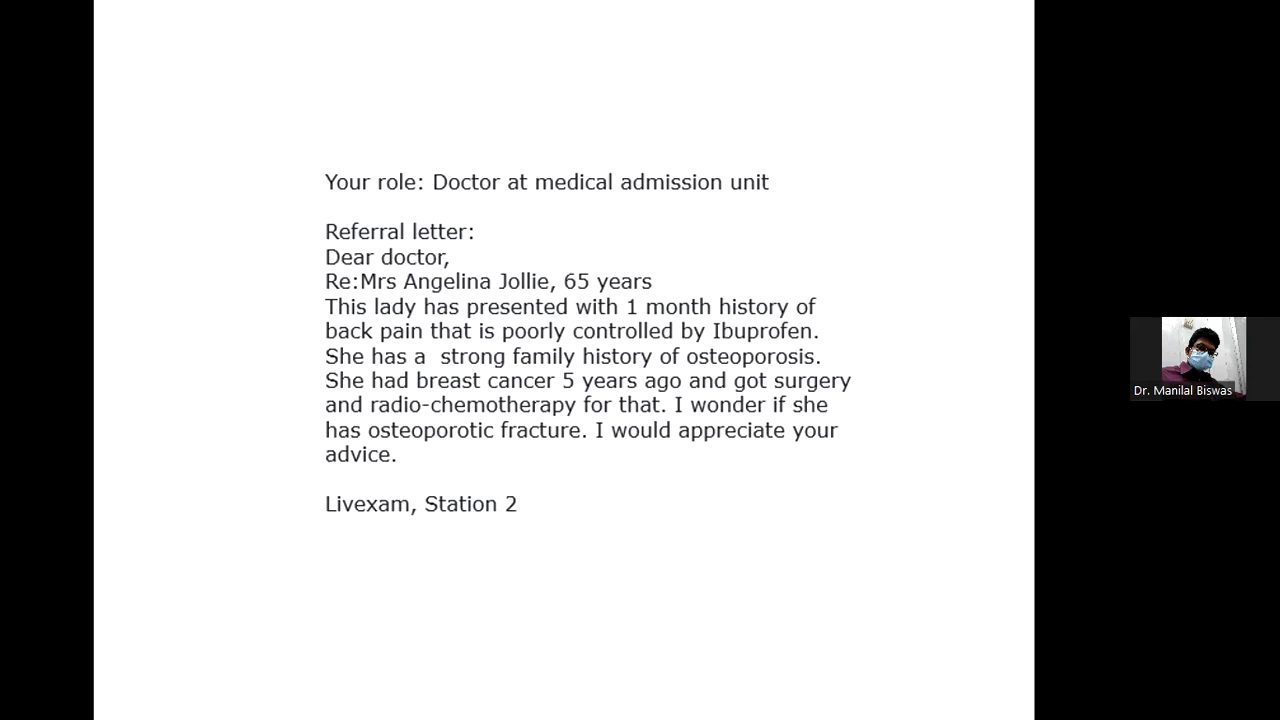 Your role: Doctor at medical admission unit
Referral letter:
Dear doctor,
Re:Mrs Angelina Jollie, 65 years
This lady has presented with 1 month history of
back pain that is poorly controlled by Ibuprofen.
She has a  strong family history of osteoporosis.
She had breast cancer 5 years ago and got surgery
and radio-chemotherapy for that. I wonder if she
has osteoporotic fracture. I would appreciate your
advice.
Livexam, Station 2
Dr. Manilal Biswas